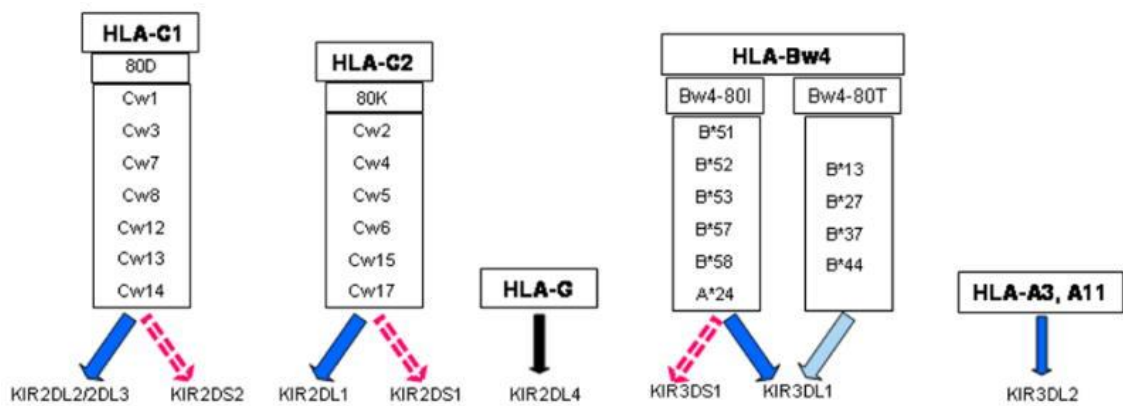 HLA-C1
80D
Cw1
Cw3
Cw7
Cw8
Cw12
Cw13
Cw14
KIR2DL2/2DL3
KIR2DS2
HLA-C2
80K
Cw2
Cw4
Cw5
Cw6
Cw15
Cw17
KIR2DL1
KIR2DS1
HLA-G
KIR2DL4
HLA-Bw4
Bw4-80I
B*51
B*52
B*53
B*57
B*58
A*24
Bw4-80T
B*13
B*27
B*37
B*44
KIR3DS1
KIR3DL1
HLA-A3, A11
KIR3DL2